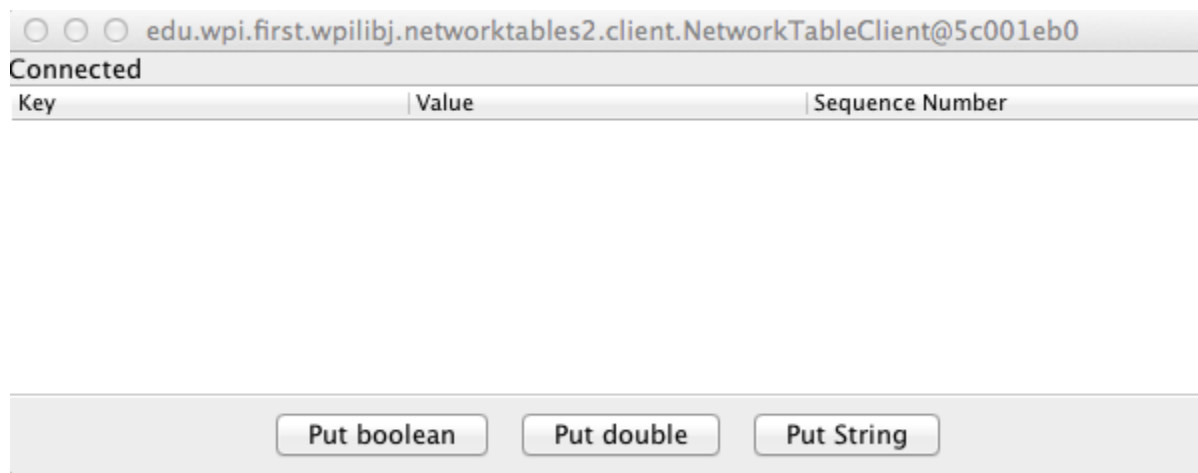 edu.wpi.first.wpilibj.networktables2.client.NetworkTableClient@5c001eb0
Connected
Key Value Sequence Number
Put boolean Put double Put String